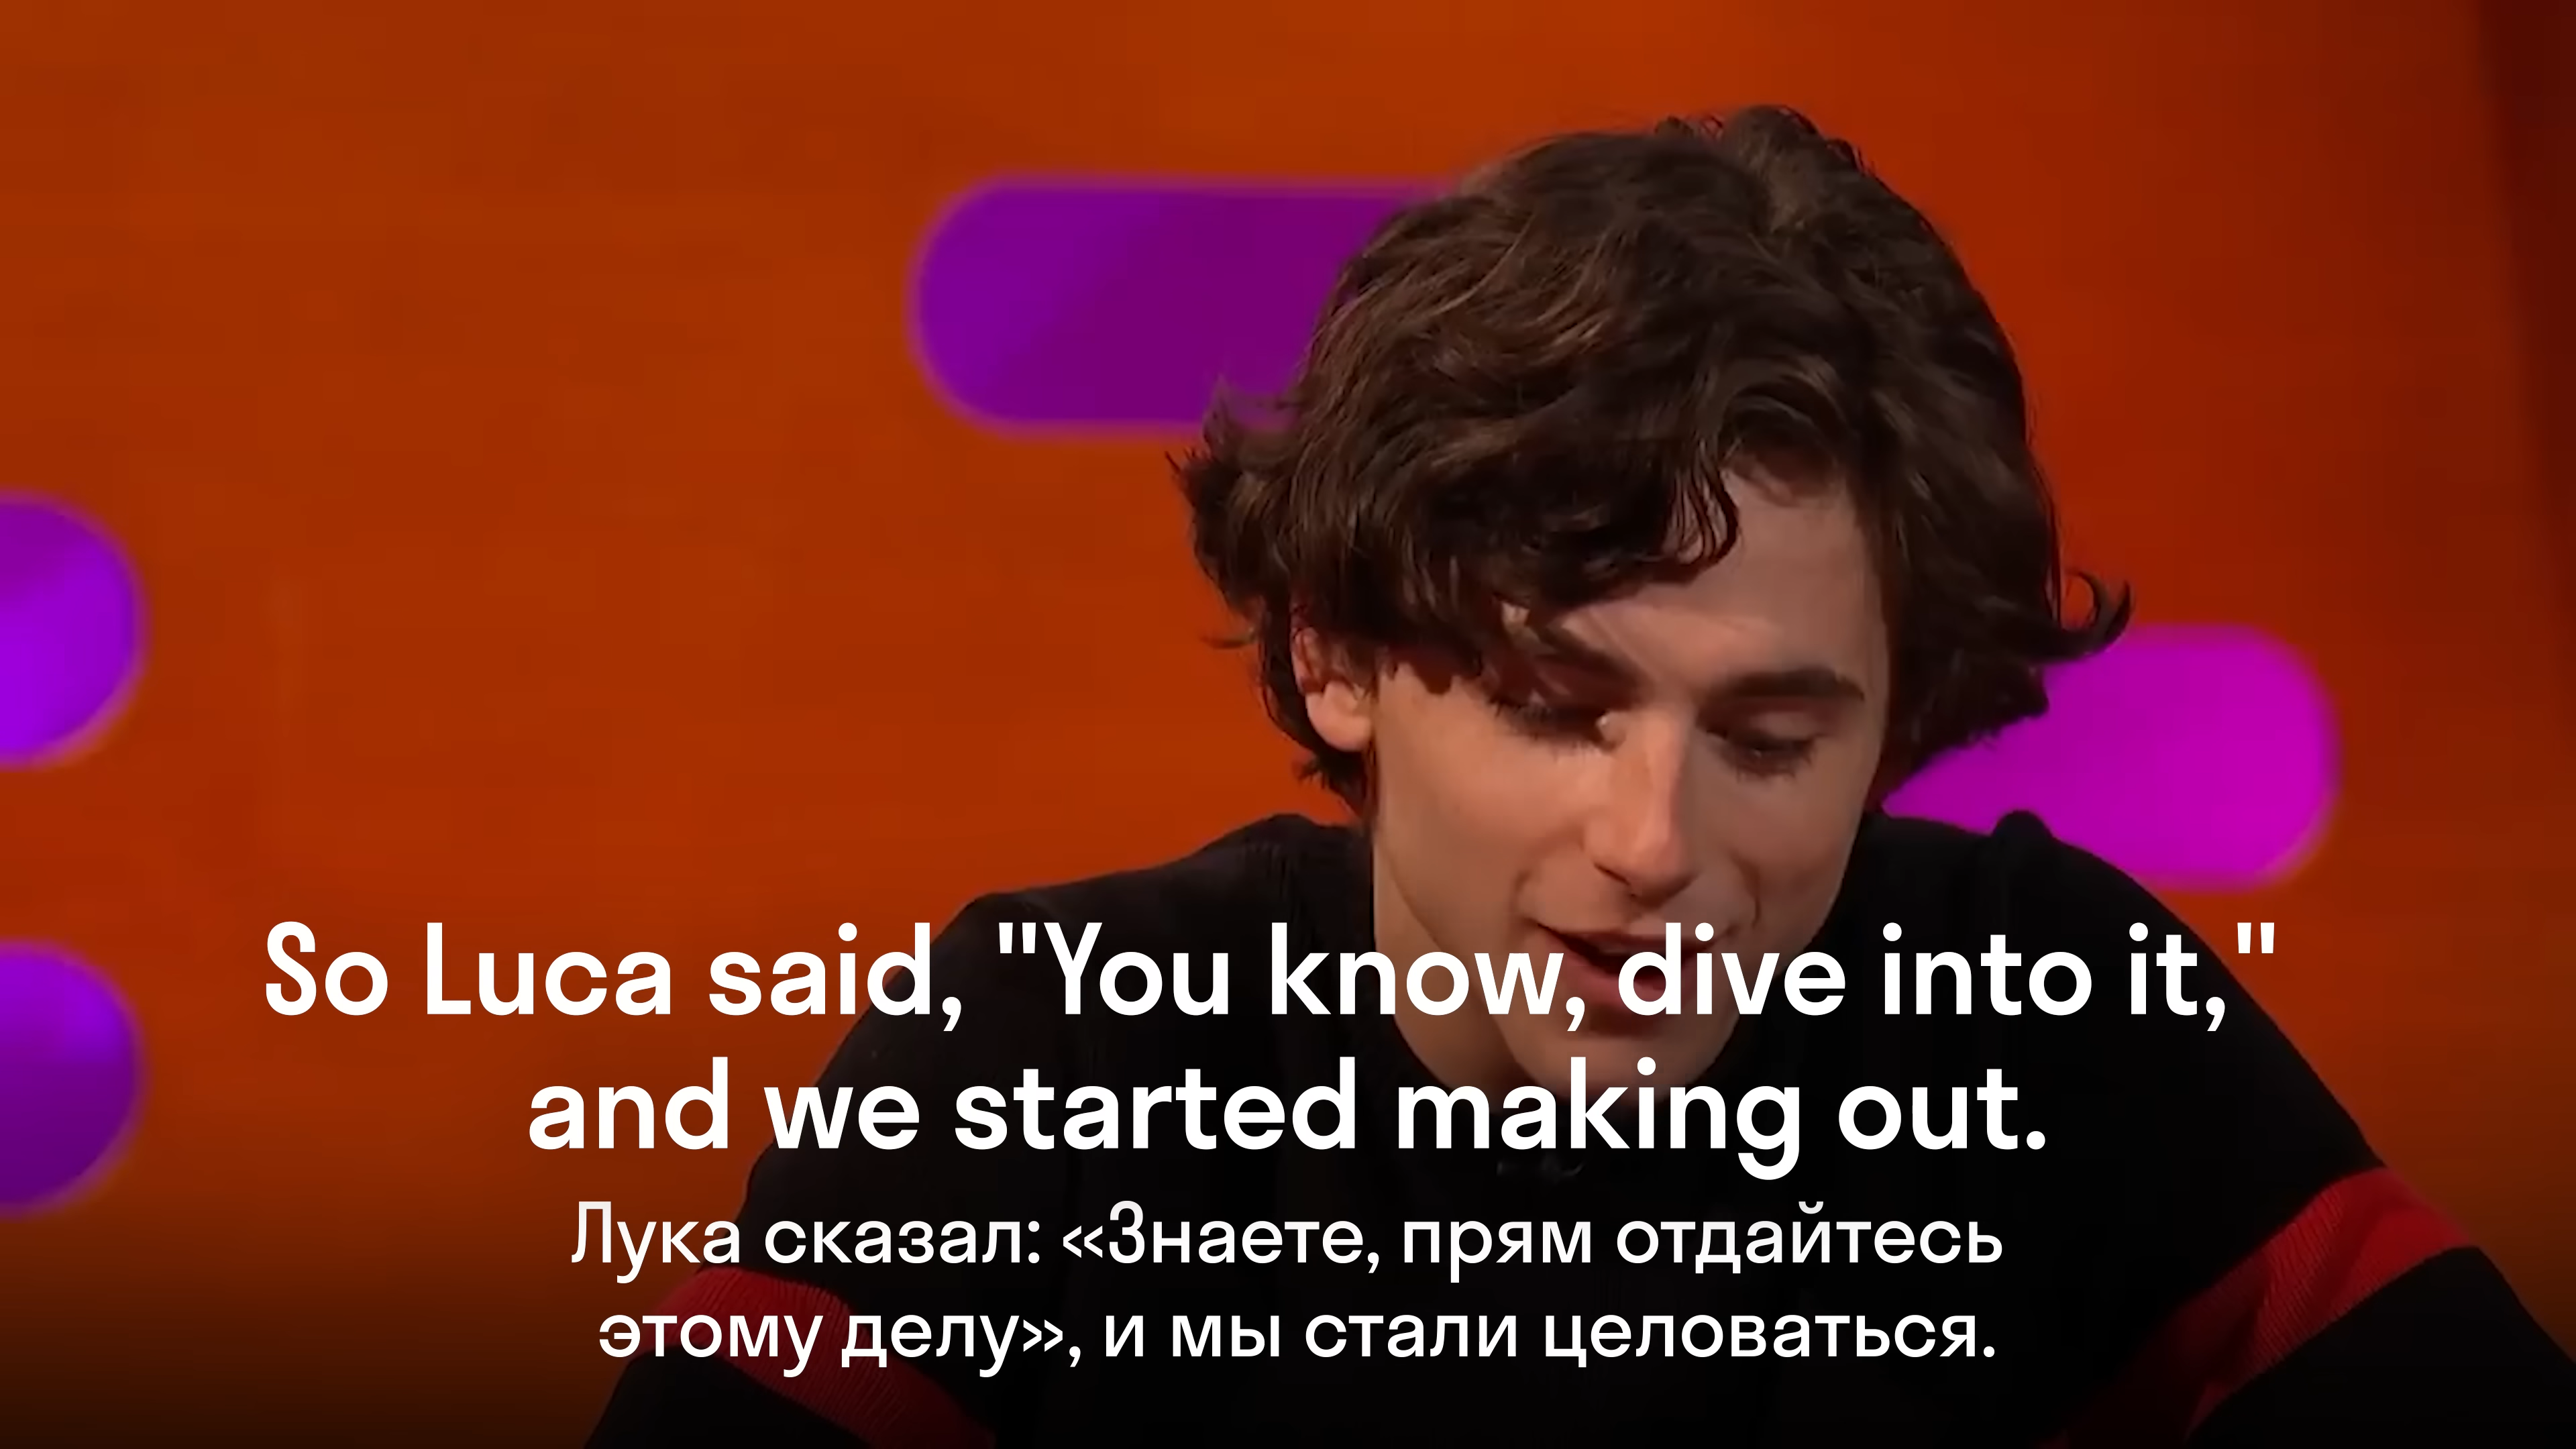 So Luca said, "You know, dive into it,"
and we started making out.
Лука сказал: «Знаете, прям отдайтесь
этому делу», и мы стали целоваться.